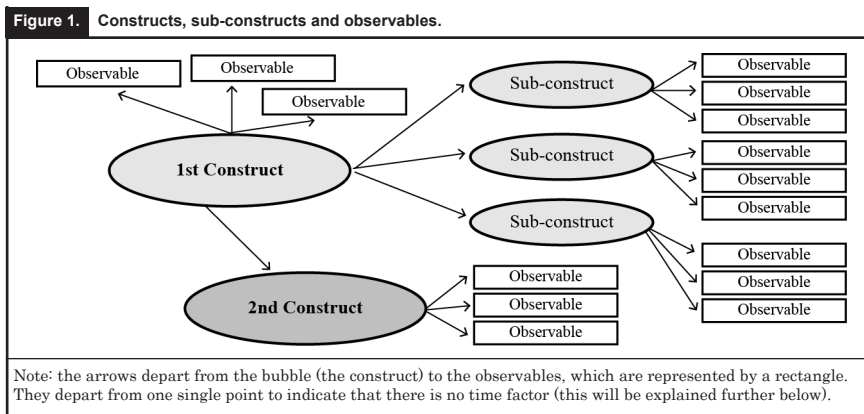 Figure 1. Constructs, sub-constructs and observables.
Observable
Observable
Observable
1st Construct
Sub-construct
Observable
Observable
Observable
Sub-construct
Observable
Observable
Observable
Sub-construct
Observable
Observable
Observable
2nd Construct
Observable
Observable
Observable
Note: the arrows depart from the bubble (the construct) to the observables, which are represented by a rectangle.
They depart from one single point to indicate that there is no time factor (this will be explained further below).